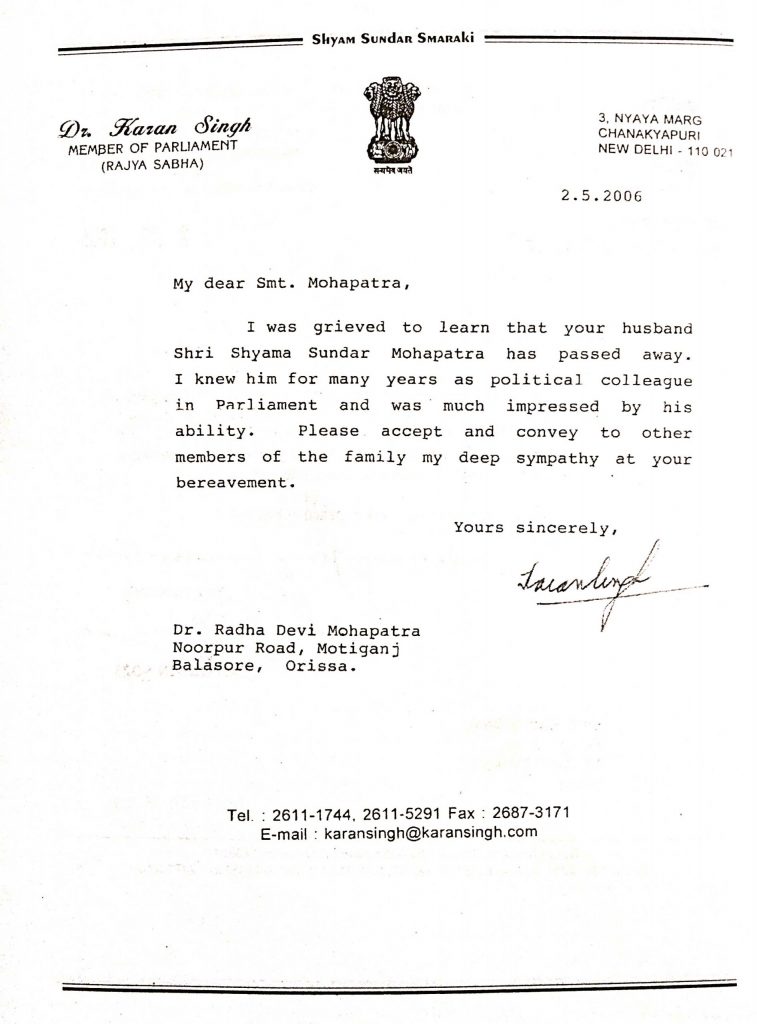 Shyam Sundar Smaraki
Dr. Karan Singh
MEMBER OF PARLIAMENT
(RAJYA SABHA)
सत्यमेव जयते
3, NYAYA MARG
CHANAKYAPURI
NEW DELHI - 110 021
2.5.2006
My dear Smt. Mohapatra,
I was grieved to learn that your husband
Shri Shyama Sundar Mohapatra has passed away.
I knew him for many years as political colleague
in Parliament and was much impressed by his
ability. Please accept and convey to other
members of the family my deep sympathy at your
bereavement.
Yours sincerely,
Karan Singh
Dr. Radha Devi Mohapatra
Noorpur Road, Motiganj
Balasore, Orissa.
Tel. : 2611-1744, 2611-5291 Fax : 2687-3171
E-mail : karansingh@karansingh.com